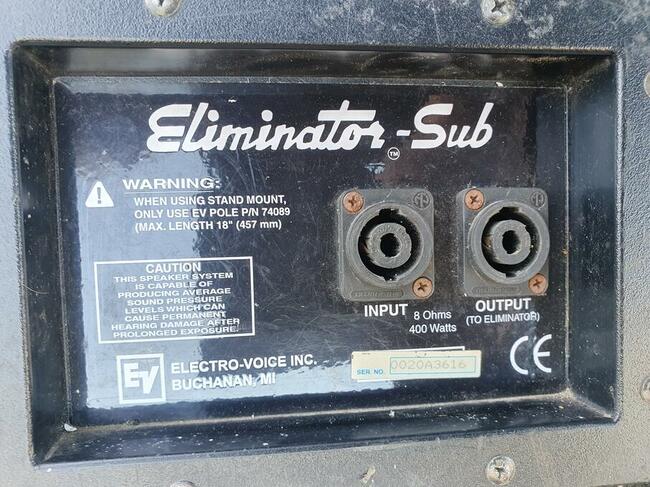 Eliminator-Sub
TM
WARNING:
WHEN USING STAND MOUNT,
ONLY USE EV POLE P/N 74089
(MAX. LENGTH 18" (457 mm)
CAUTION
THIS SPEAKER SYSTEM
IS CAPABLE OF
PRODUCING AVERAGE
SOUND PRESSURE
LEVELS WHICH CAN
CAUSE PERMANENT
HEARING DAMAGE AFTER
PROLONGED EXPOSURE.
INPUT
8 Ohms
400 Watts
OUTPUT
(TO ELIMINATOR)
EV
ELECTRO-VOICE INC.
BUCHANAN, MI
SER. NO. 0020A3616
CE